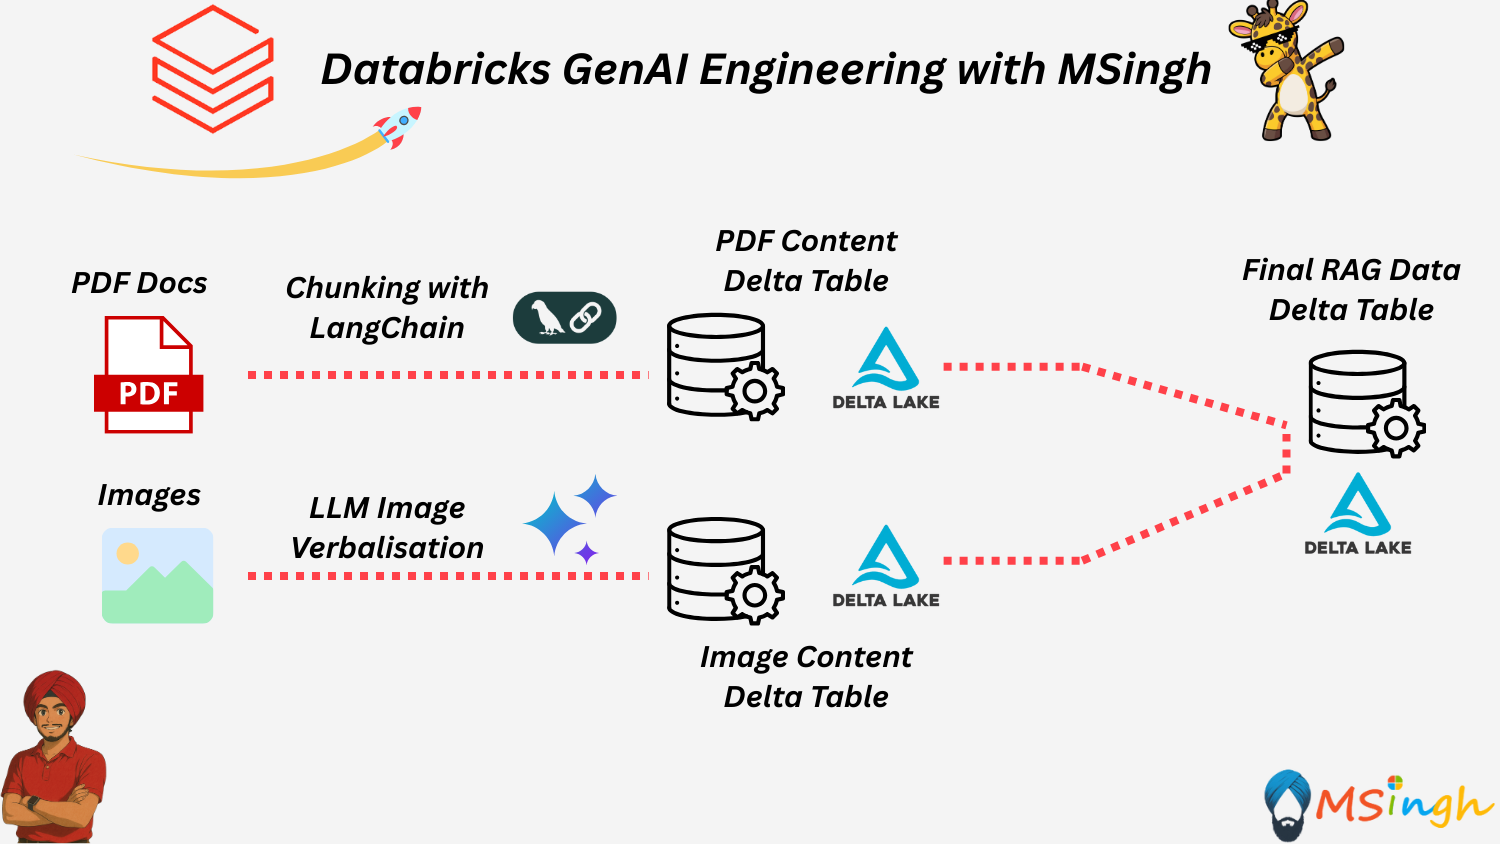 Databricks GenAI Engineering with MSingh
PDF Docs
PDF
Chunking with
LangChain
PDF Content
Delta Table
DELTA LAKE
Final RAG Data
Delta Table
DELTA LAKE
Images
LLM Image
Verbalisation
DELTA LAKE
Image Content
Delta Table
MSingh